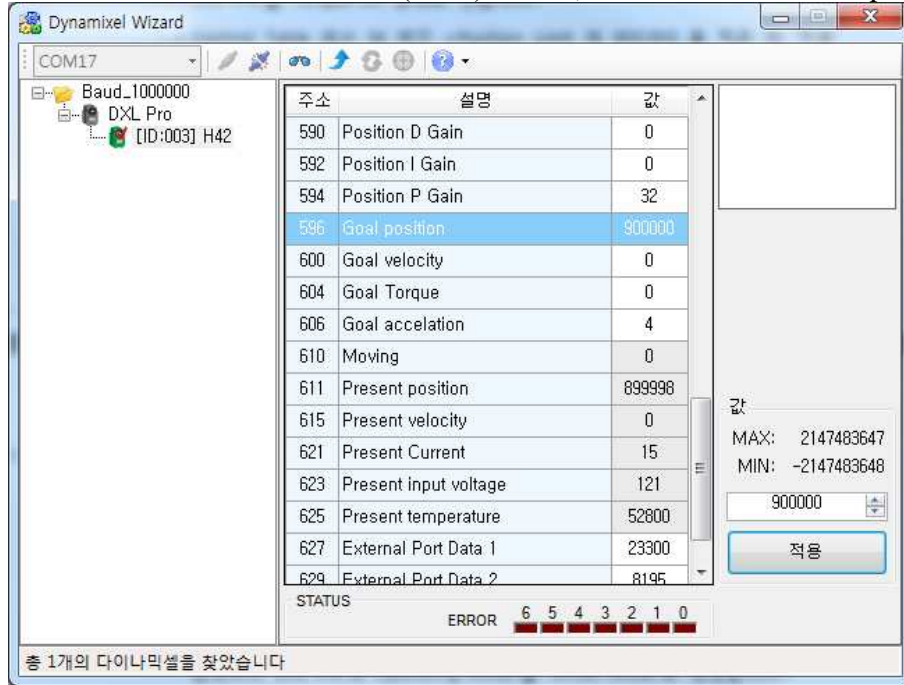 Dynamixel Wizard
COM17
Baud_1000000
DXL Pro
[ID:003] H42
주소 설명 값
590 Position D Gain 0
592 Position I Gain 0
594 Position P Gain 32
596 Goal position 900000
600 Goal velocity 0
604 Goal Torque 0
606 Goal accelation 4
610 Moving 0
611 Present position 899998
615 Present velocity 0
621 Present Current 15
623 Present input voltage 121
625 Present temperature 52800
627 External Port Data 1 23300
629 External Port Data 2 8195
값
MAX: 2147483647
MIN: -2147483648
900000
적용
STATUS
ERROR 6 5 4 3 2 1 0
총 1개의 다이나믹셀을 찾았습니다